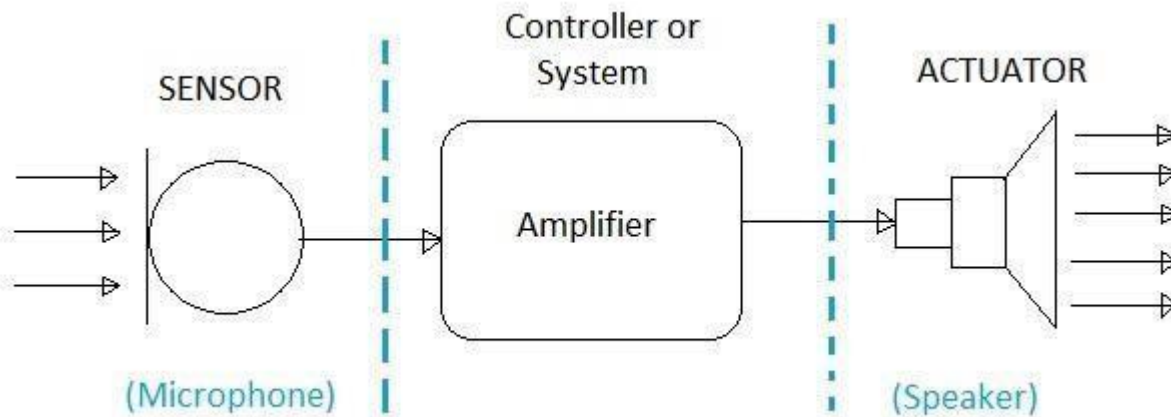 SENSOR
(Microphone)
Controller or
System
Amplifier
ACTUATOR
(Speaker)